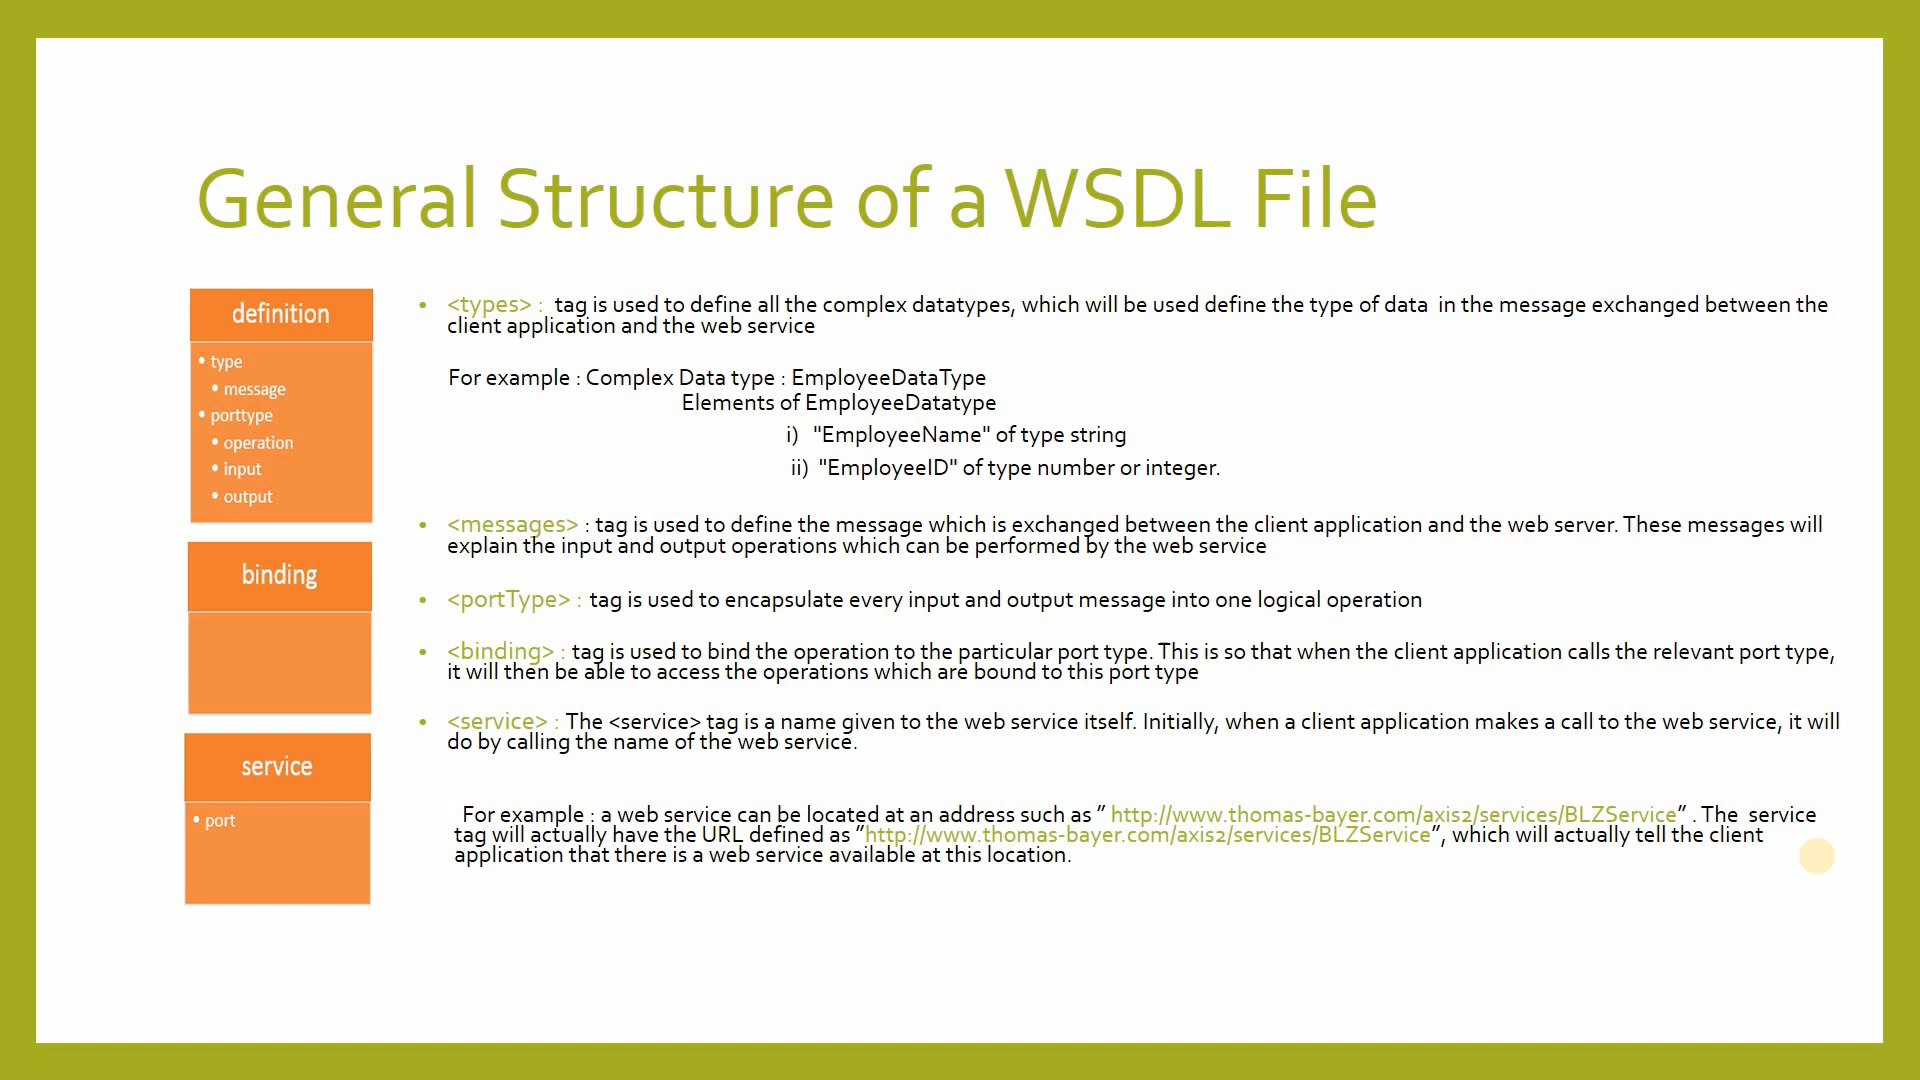 General Structure of a WSDL File
definition
• type
• message
• porttype
• operation
• input
• output
binding
service
• port
• <types> : tag is used to define all the complex datatypes, which will be used define the type of data in the message exchanged between the
client application and the web service
For example : Complex Data type : EmployeeDataType
Elements of EmployeeDatatype
i) "EmployeeName" of type string
ii) "EmployeeID" of type number or integer.
• <messages> : tag is used to define the message which is exchanged between the client application and the web server. These messages will
explain the input and output operations which can be performed by the web service
• <portType> : tag is used to encapsulate every input and output message into one logical operation
• <binding> : tag is used to bind the operation to the particular port type. This is so that when the client application calls the relevant port type,
it will then be able to access the operations which are bound to this port type
• <service> : The <service> tag is a name given to the web service itself. Initially, when a client application makes a call to the web service, it will
do by calling the name of the web service.
For example : a web service can be located at an address such as " http://www.thomas-bayer.com/axis2/services/BLZService" . The service
tag will actually have the URL defined as "http://www.thomas-bayer.com/axis2/services/BLZService", which will actually tell the client
application that there is a web service available at this location.